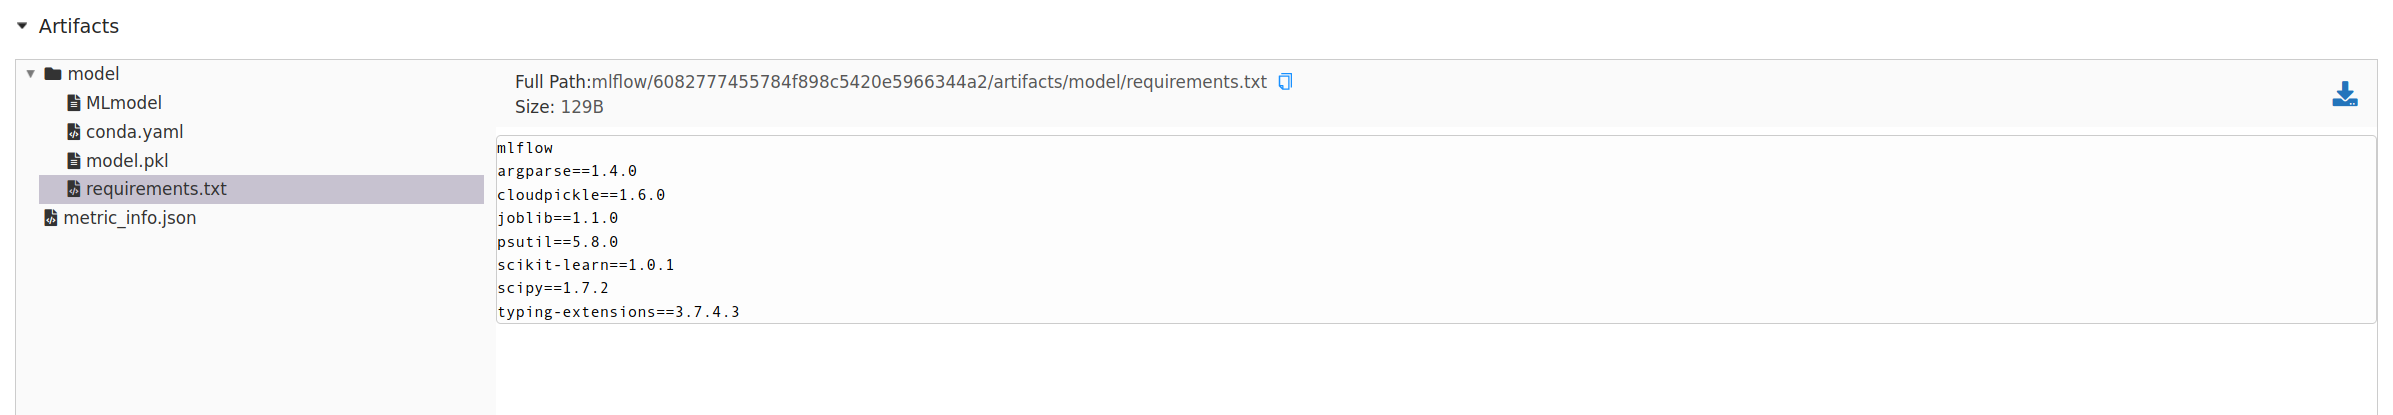 Artifacts
model
MLmodel
conda.yaml
model.pkl
requirements.txt
metric_info.json
Full Path:mlflow/6082777455784f898c5420e5966344a2/artifacts/model/requirements.txt
Size: 129B
mlflow
argparse==1.4.0
cloudpickle==1.6.0
joblib==1.1.0
psutil==5.8.0
scikit-learn==1.0.1
scipy==1.7.2
typing-extensions==3.7.4.3